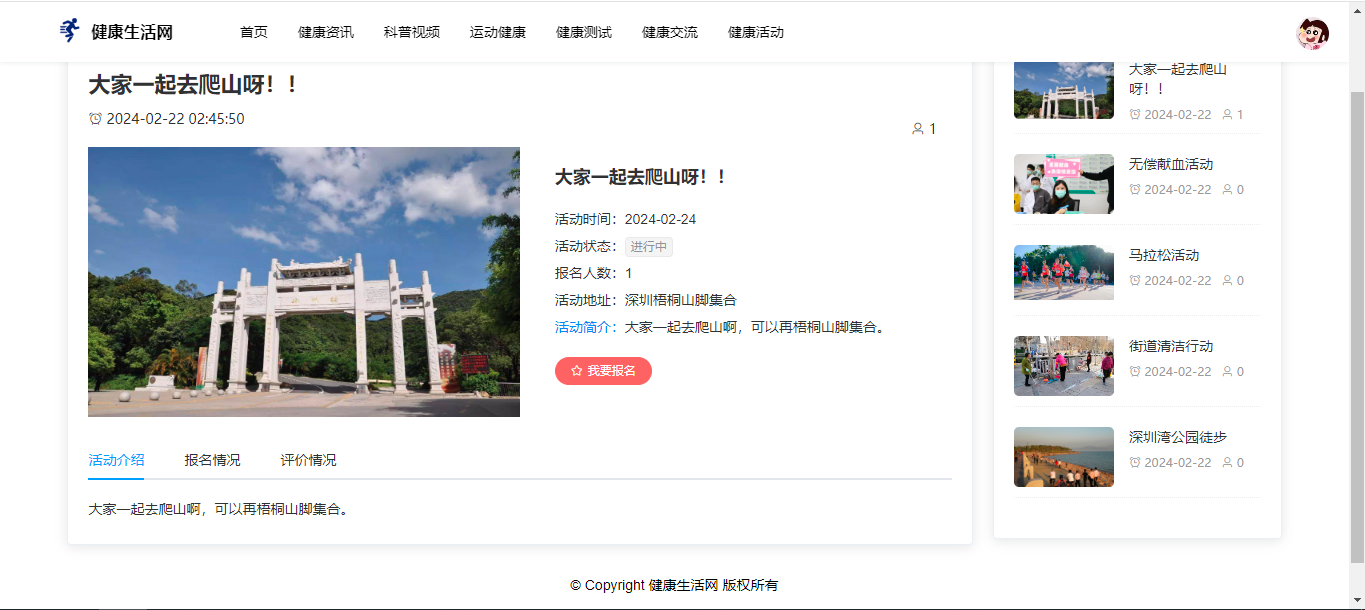 健康生活网
首页
健康资讯
科普视频
运动健康
健康测试
健康交流
健康活动
大家一起去爬山呀！！
2024-02-22 02:45:50
1
大家一起去爬山呀！！
活动时间：2024-02-24
活动状态：进行中
报名人数：1
活动地址：深圳梧桐山脚集合
活动简介：大家一起去爬山啊，可以再梧桐山脚集合。
我要报名
活动介绍
报名情况
评价情况
大家一起去爬山啊，可以再梧桐山脚集合。
大家一起去爬山
呀！！
2024-02-22 1
无偿献血活动
2024-02-22 0
马拉松活动
2024-02-22 0
街道清洁行动
2024-02-22 0
深圳湾公园徒步
2024-02-22 0
© Copyright 健康生活网 版权所有